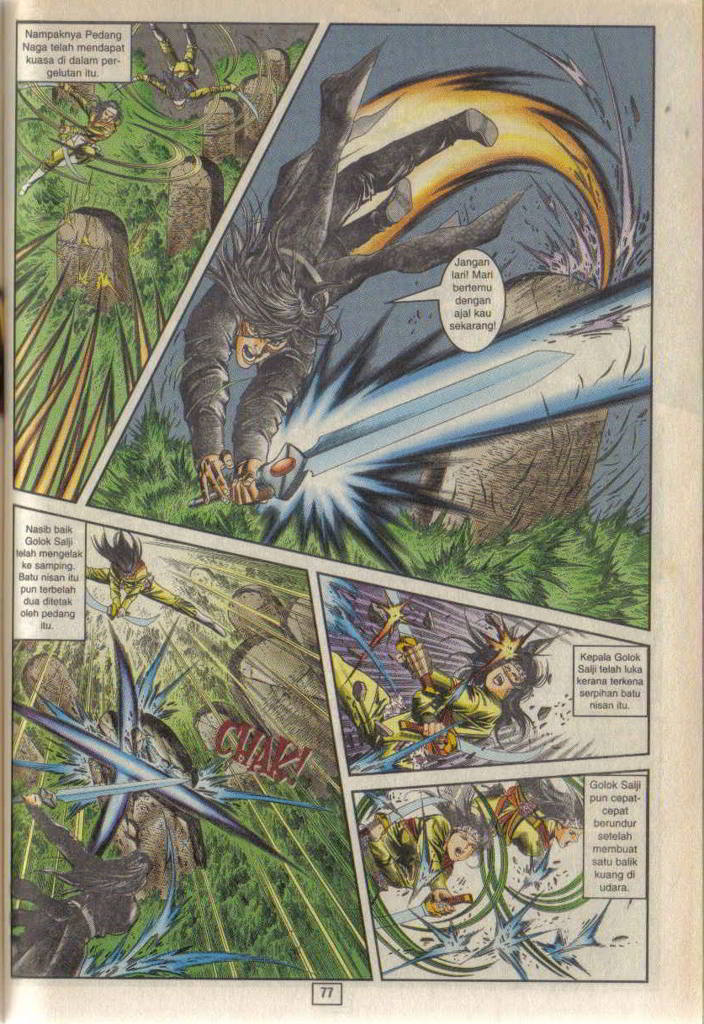 Nampaknya Pedang
Naga telah mendapat
kuasa di dalam per-
gelutan itu.
Jangan
lari! Mari
bertemu
dengan
ajal kau
sekarang!
Nasib baik
Golok Salji
telah mengelak
ke samping.
Batu nisan itu
pun terbelah
dua ditetak
oleh pedang
itu.
CHAK!
Kepala Golok
Salji telah luka
kerana terkena
serpihan batu
nisan itu.
Golok Salji
pun cepat-
cepat
berundur
setelah
membuat
satu balik
kuang di
udara.
77